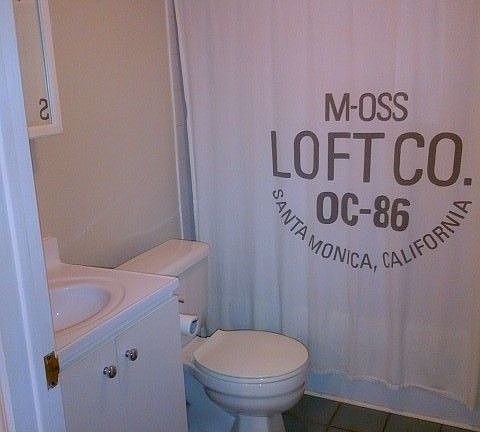 M-OSS
LOFT CO.
OC-86
SANTA MONICA, CALIFORNIA
S